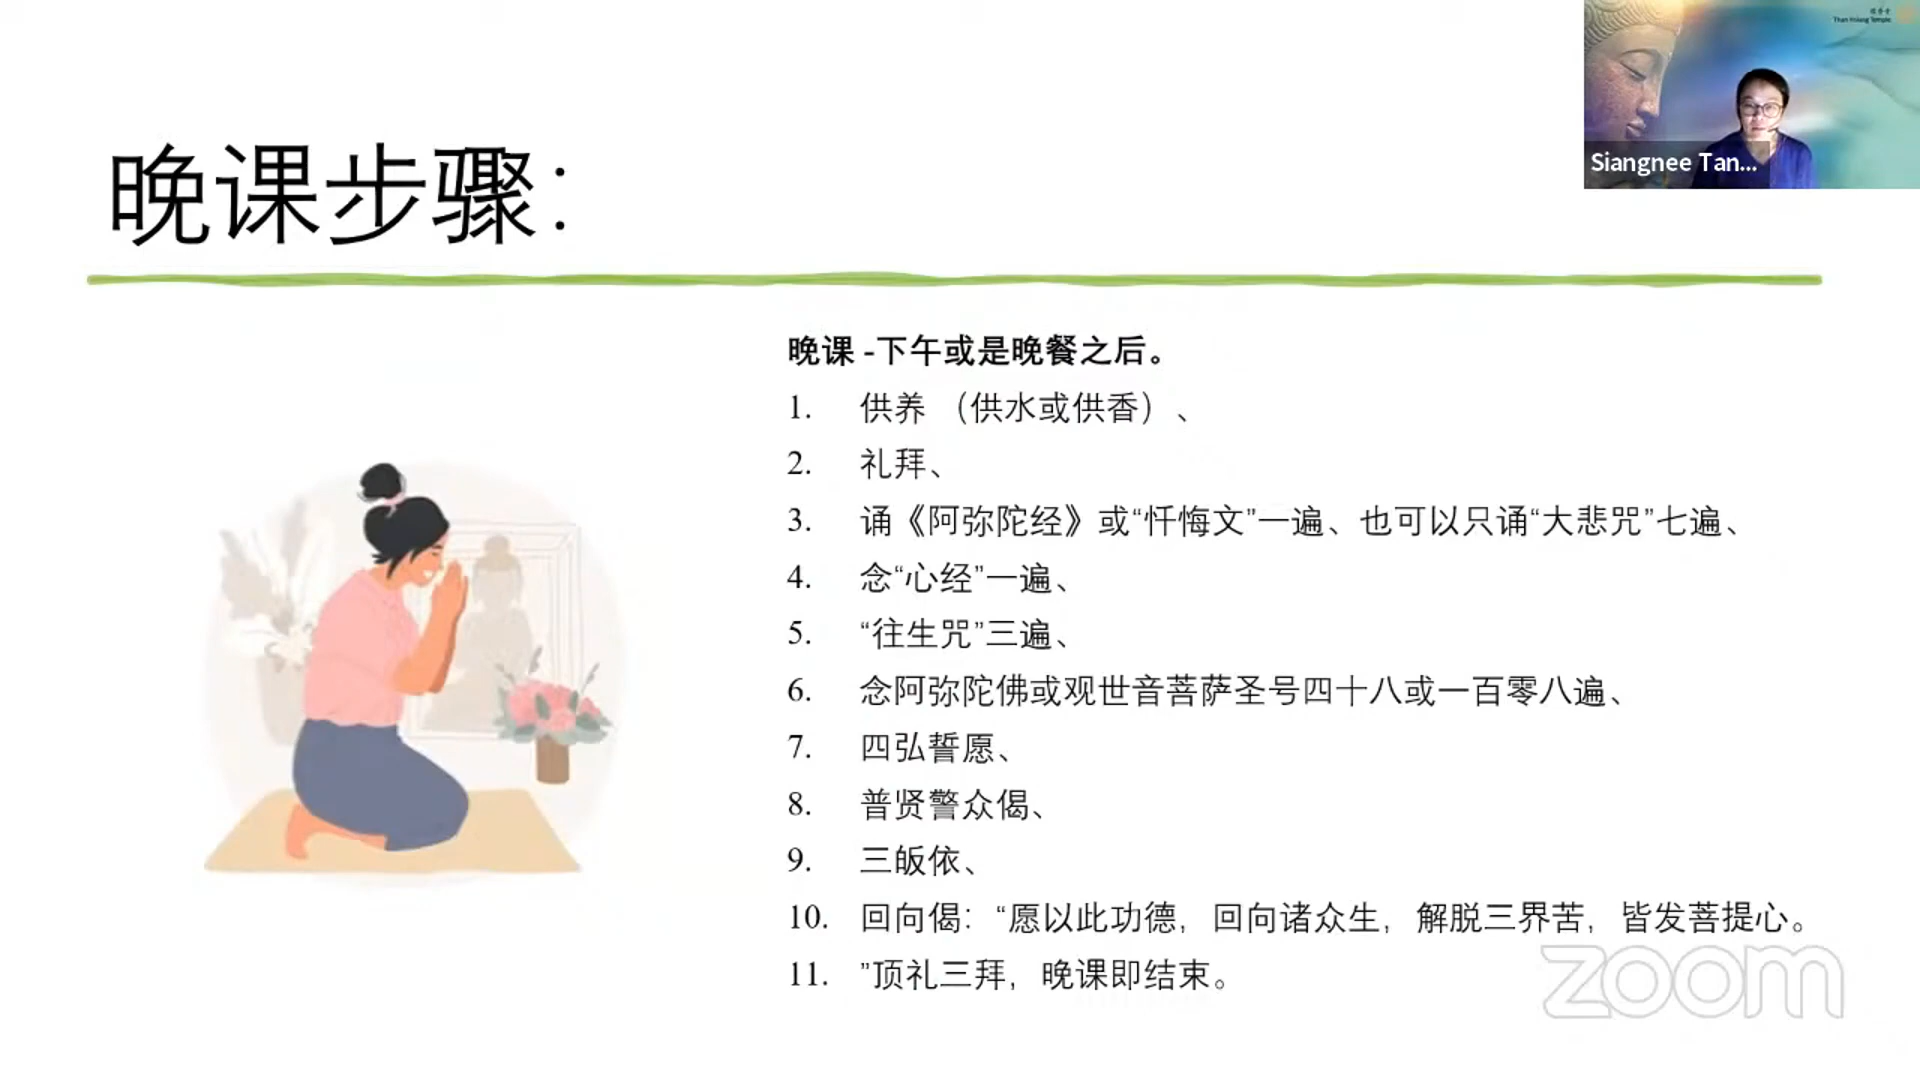 檀香寺
Than Hsiang Temple
Siangnee Tan...
晚课步骤：
晚课 -下午或是晚餐之后。
1. 供养 （供水或供香）、
2. 礼拜、
3. 诵《阿弥陀经》或“忏悔文”一遍、也可以只诵“大悲咒”七遍、
4. 念“心经”一遍、
5. “往生咒”三遍、
6. 念阿弥陀佛或观世音菩萨圣号四十八或一百零八遍、
7. 四弘誓愿、
8. 普贤警众偈、
9. 三皈依、
10. 回向偈：“愿以此功德，回向诸众生，解脱三界苦，皆发菩提心。
11. ”顶礼三拜，晚课即结束。
zoom